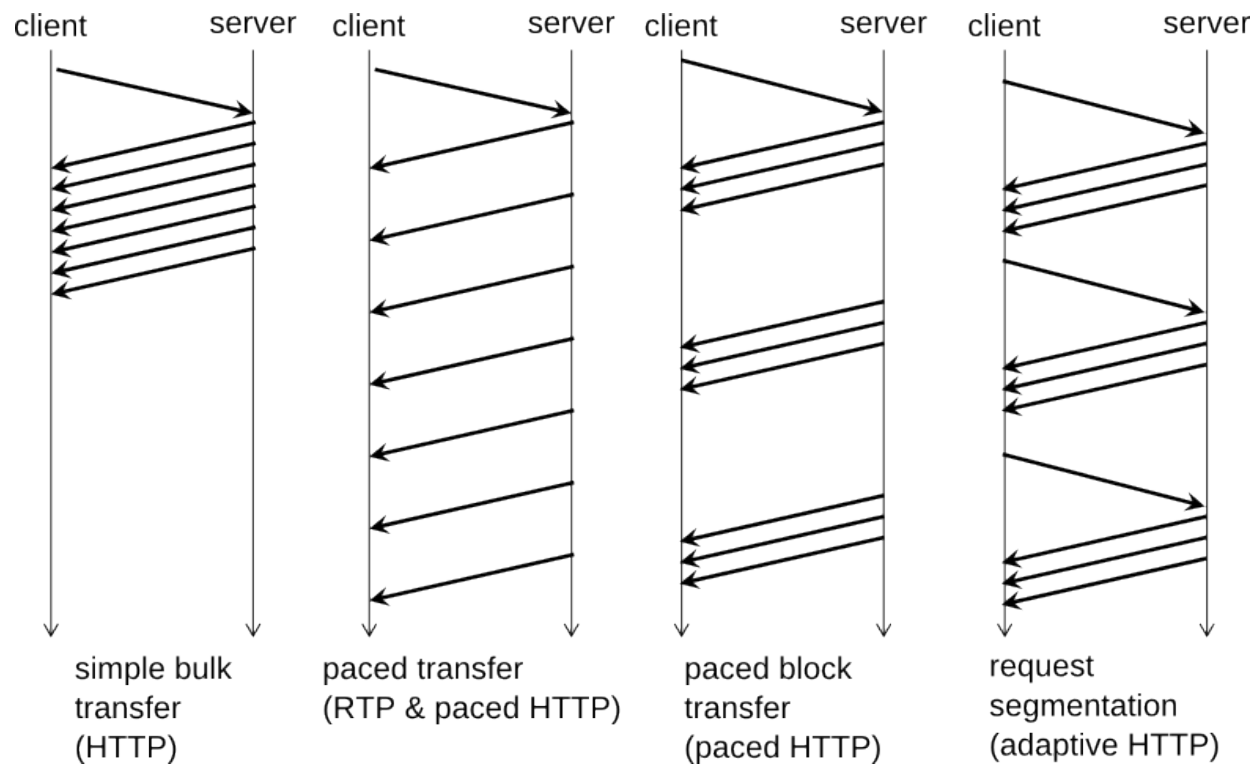 client server client server client server client server
simple bulk
transfer
(HTTP)
paced transfer
(RTP & paced HTTP)
paced block
transfer
(paced HTTP)
request
segmentation
(adaptive HTTP)